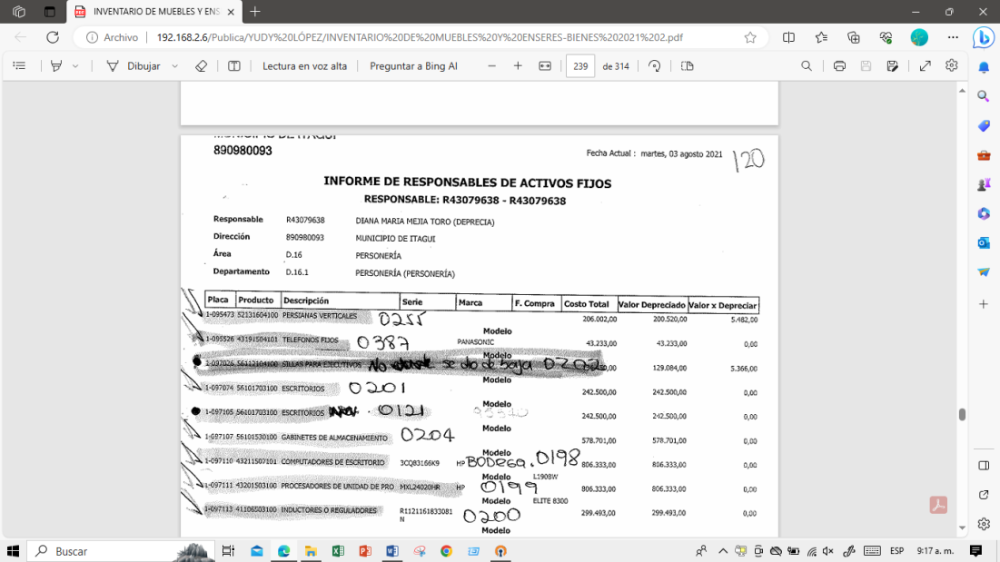 INVENTARIO DE MUEBLES Y ENS
Archivo 192.168.2.6/Publica/YUDY%20LÓPEZ/INVENTARIO%20DE%20MUEBLES%20Y%20ENSERES-BIENES%202021%202.pdf
Dibujar Lectura en voz alta Preguntar a Bing AI 239 de 314
MUNICIPIO DE ITAGUI
890980093
Fecha Actual : martes, 03 agosto 2021 120
INFORME DE RESPONSABLES DE ACTIVOS FIJOS
RESPONSABLE: R43079638 - R43079638
Responsable R43079638 DIANA MARIA MEJIA TORO (DEPRECIA)
Dirección 890980093 MUNICIPIO DE ITAGUI
Área D.16 PERSONERÍA
Departamento D.16.1 PERSONERÍA (PERSONERÍA)
Placa Producto Descripción Serie Marca F. Compra Costo Total Valor Depreciado Valor x Depreciar
1-095473 52131604100 PERSIANAS VERTICALES 0255 206.002,00 200.520,00 5.482,00
Modelo
1-095526 43191504101 TELEFONOS FIJOS 0387 PANASONIC 43.233,00 43.233,00 0,00
Modelo
1-097026 56112104100 SILLAS PARA EJECUTIVOS No se dio de baja 0202 129.084,00 5.366,00
Modelo
1-097074 56101703100 ESCRITORIOS 0201 242.500,00 242.500,00 0,00
Modelo
1-097105 56101703100 ESCRITORIOS 0121 242.500,00 242.500,00 0,00
Modelo
1-097107 56101530100 GABINETES DE ALMACENAMIENTO 0204 578.701,00 578.701,00 0,00
Modelo
1-097110 43211507101 COMPUTADORES DE ESCRITORIO 3CQ83166K9 HP BODEGA. 0198 806.333,00 806.333,00 0,00
Modelo L1908W
1-097111 43201503100 PROCESADORES DE UNIDAD DE PRO MXL24020HR HP 0199 806.333,00 806.333,00 0,00
Modelo ELITE 8300
1-097113 41106503100 INDUCTORES O REGULADORES R1121161833081 0200 299.493,00 299.493,00 0,00
N
Modelo
Buscar ESP 9:17 a. m.